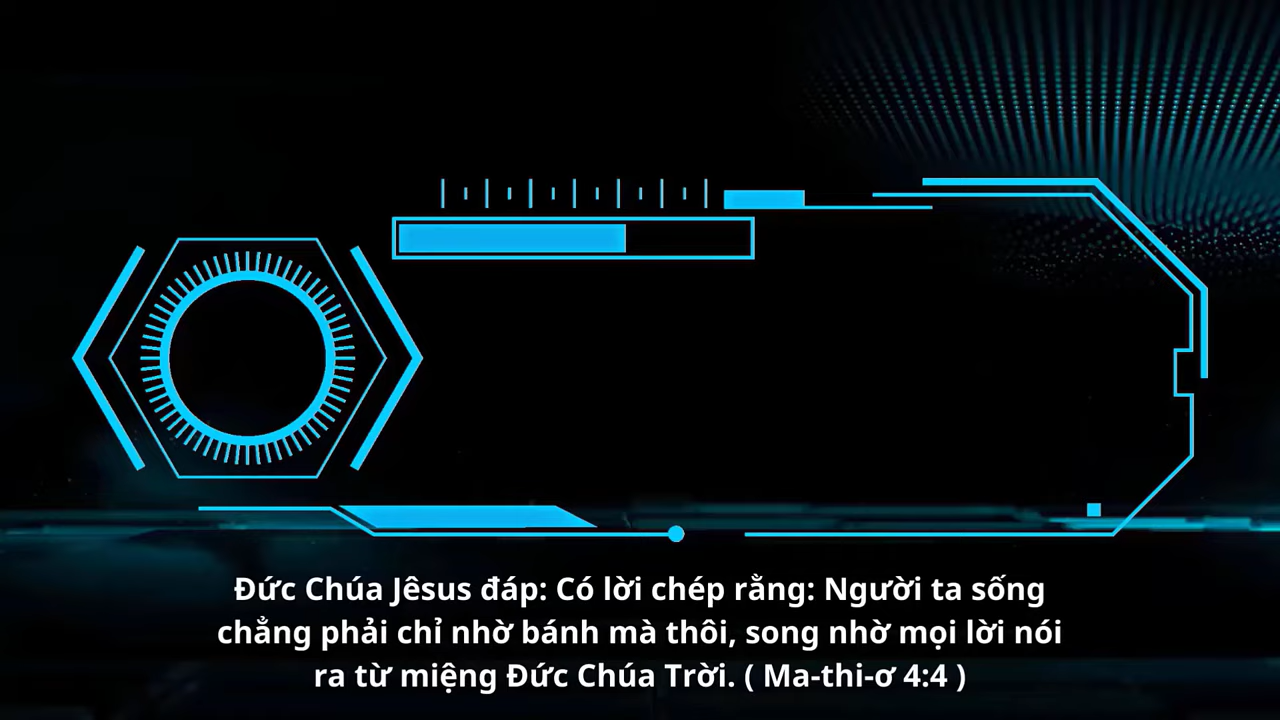 Đức Chúa Jêsus đáp: Có lời chép rằng: Người ta sống
chẳng phải chỉ nhờ bánh mà thôi, song nhờ mọi lời nói
ra từ miệng Đức Chúa Trời. ( Ma-thi-ơ 4:4 )